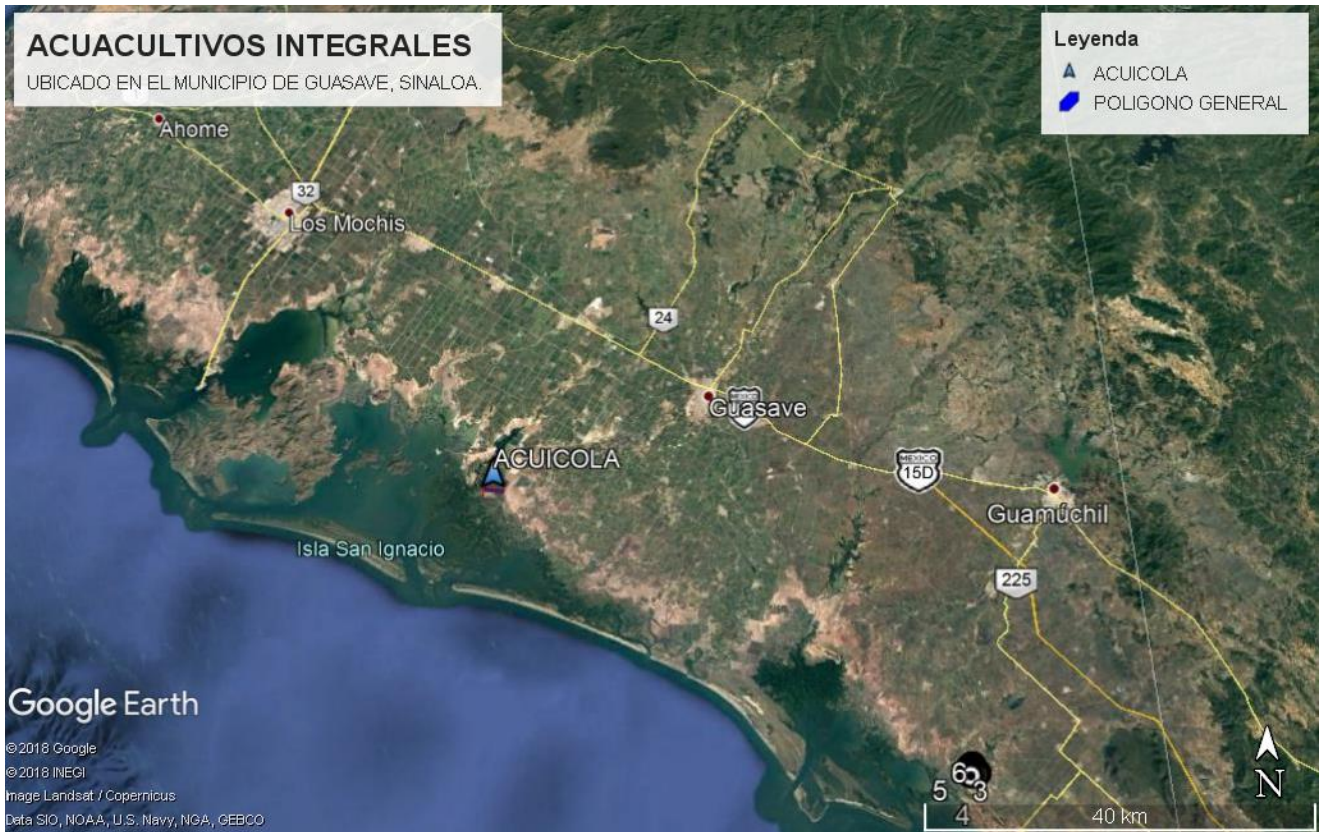 ACUACULTIVOS INTEGRALES
UBICADO EN EL MUNICIPIO DE GUASAVE, SINALOA.
Leyenda
ACUICOLA
POLIGONO GENERAL
Ahome
32
Los Mochis
24
Guasave
ACUICOLA
MEXICO
15D
Guamúchil
Isla San Ignacio
225
Google Earth
©2018 Google
©2018 INEGI
Image Landsat / Copernicus
Data SIO, NOAA, U.S. Navy, NGA, GEBCO
6
5
3
4
40 km
N